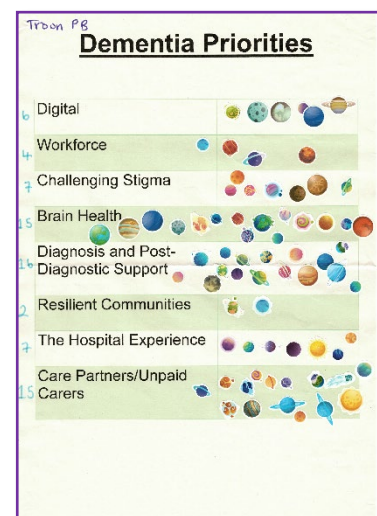 Troon PB
Dementia Priorities
6 Digital
4 Workforce
7 Challenging Stigma
15 Brain Health
16 Diagnosis and Post-
Diagnostic Support
2 Resilient Communities
7 The Hospital Experience
15 Care Partners/Unpaid
Carers